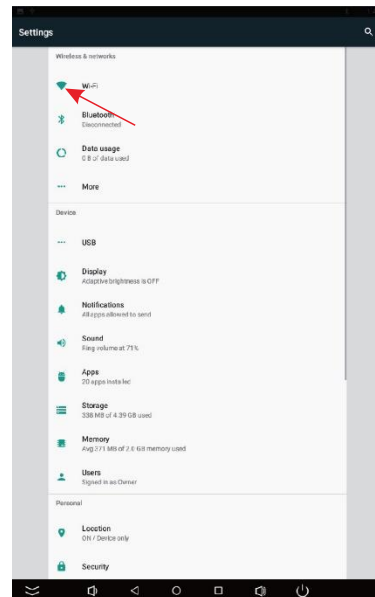 Settings
Wireless & networks
Wi-Fi
Bluetooth
Disconnected
Data usage
0 B of data used
More
Device
USB
Display
Adaptive brightness is OFF
Notifications
All apps allowed to send
Sound
Ring volume at 71%
Apps
20 apps installed
Storage
338 MB of 4.39 GB used
Memory
Avg 371 MB of 2.0 GB memory used
Users
Signed in as Owner
Personal
Location
ON / Device only
Security